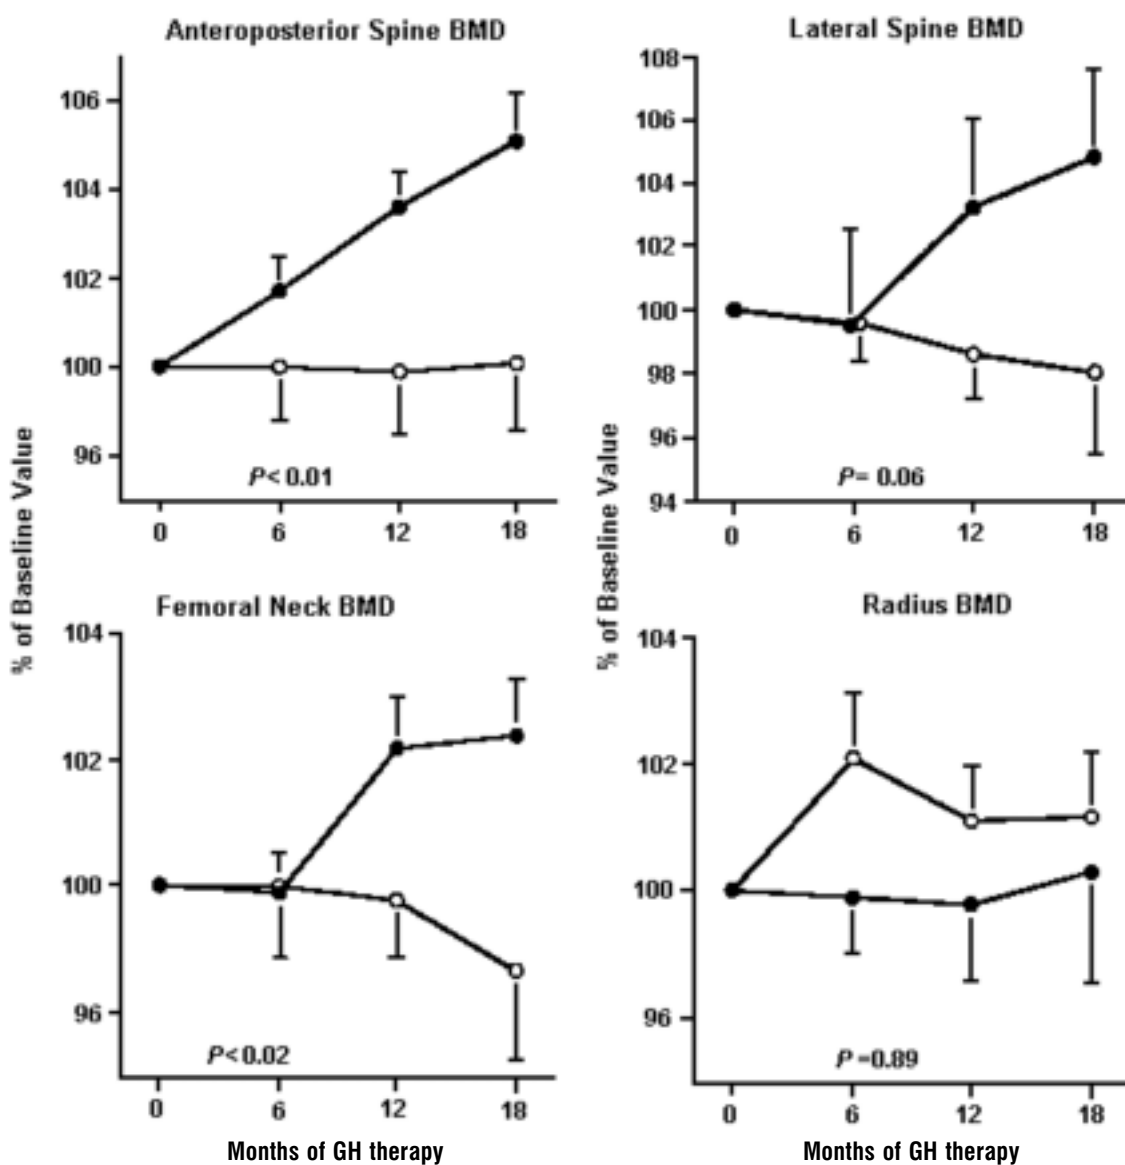 Anteroposterior Spine BMD
106
104
102
100
96
P< 0.01
0 6 12 18
Lateral Spine BMD
108
106
104
102
100
98
96
94
P= 0.06
0 6 12 18
% of Baseline Value
% of Baseline Value
Femoral Neck BMD
104
102
100
96
P<0.02
0 6 12 18
Months of GH therapy
Radius BMD
104
102
100
96
P =0.89
0 6 12 18
Months of GH therapy